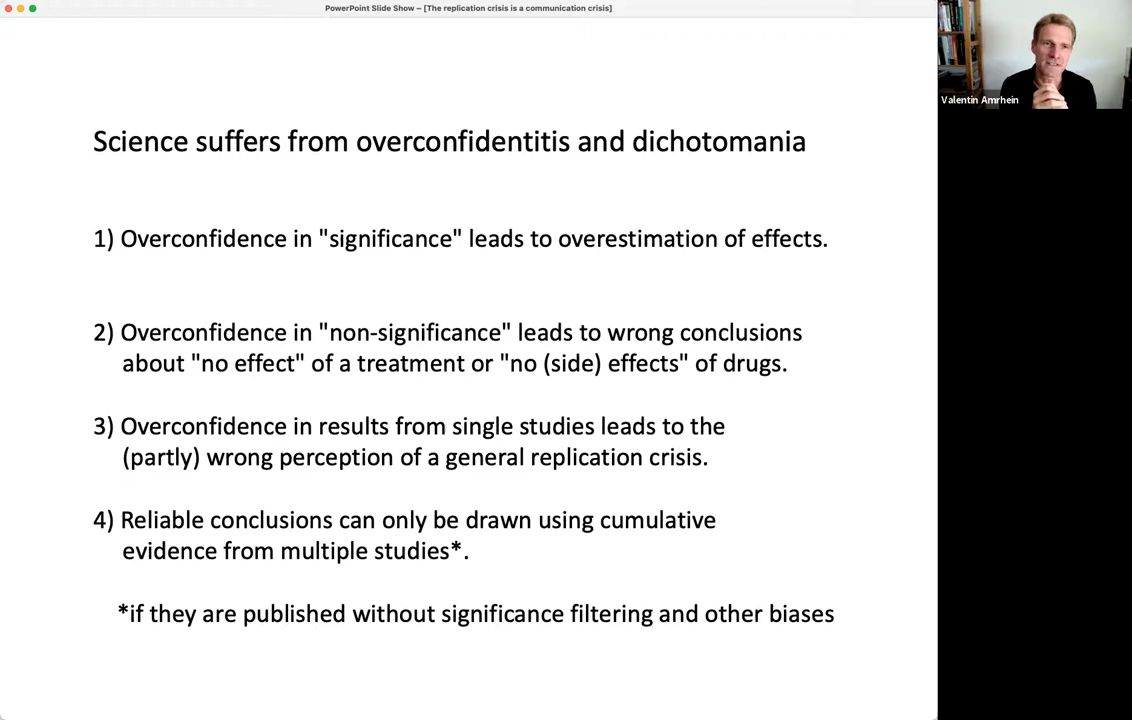 PowerPoint Slide Show – [The replication crisis is a communication crisis]
Valentin Amrhein
Science suffers from overconfidentitis and dichotomania
1) Overconfidence in "significance" leads to overestimation of effects.
2) Overconfidence in "non-significance" leads to wrong conclusions
about "no effect" of a treatment or "no (side) effects" of drugs.
3) Overconfidence in results from single studies leads to the
(partly) wrong perception of a general replication crisis.
4) Reliable conclusions can only be drawn using cumulative
evidence from multiple studies*.
*if they are published without significance filtering and other biases